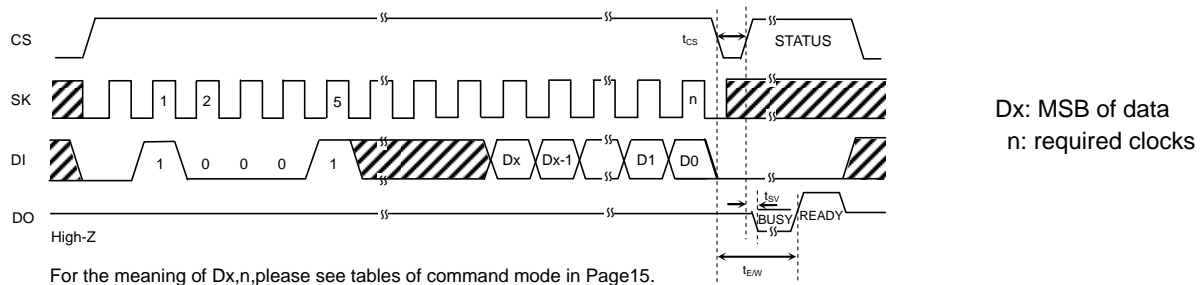 CS
tCS
STATUS
SK
1 2 5 n
DI
1 0 0 0 1 Dx Dx-1 D1 D0
tSV
DO
BUSY READY
High-Z
tE/W
For the meaning of Dx,n,please see tables of command mode in Page15.
Dx: MSB of data
n: required clocks